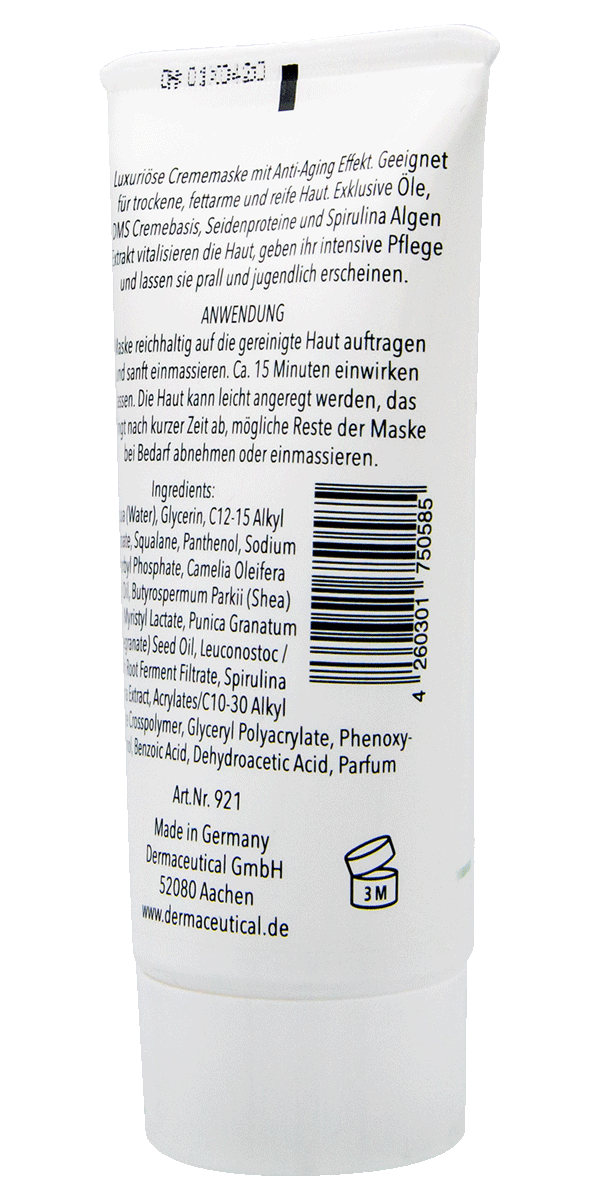 Luxuriöse Crememaske mit Anti-Aging Effekt. Geeignet
für trockene, fettarme und reife Haut. Exklusive Öle,
DMS Cremebasis, Seidenproteine und Spirulina Algen
Extrakt vitalisieren die Haut, geben ihr intensive Pflege
und lassen sie prall und jugendlich erscheinen.
ANWENDUNG
Maske reichhaltig auf die gereinigte Haut auftragen
und sanft einmassieren. Ca. 15 Minuten einwirken
lassen. Die Haut kann leicht angeregt werden, das
nach kurzer Zeit ab, mögliche Reste der Maske
bei Bedarf abnehmen oder einmassieren.
Ingredients:
(Water), Glycerin, C12-15 Alkyl
Squalane, Panthenol, Sodium
Phosphate, Camelia Oleifera
Oil, Butyrospermum Parkii (Shea)
Myristyl Lactate, Punica Granatum
Seed Oil, Leuconostoc /
Root Ferment Filtrate, Spirulina
Extract, Acrylates/C10-30 Alkyl
Crosspolymer, Glyceryl Polyacrylate, Phenoxy-
Benzoic Acid, Dehydroacetic Acid, Parfum
4 260301 750585
Art.Nr. 921
Made in Germany
Dermaceutical GmbH
52080 Aachen
www.dermaceutical.de
3 M